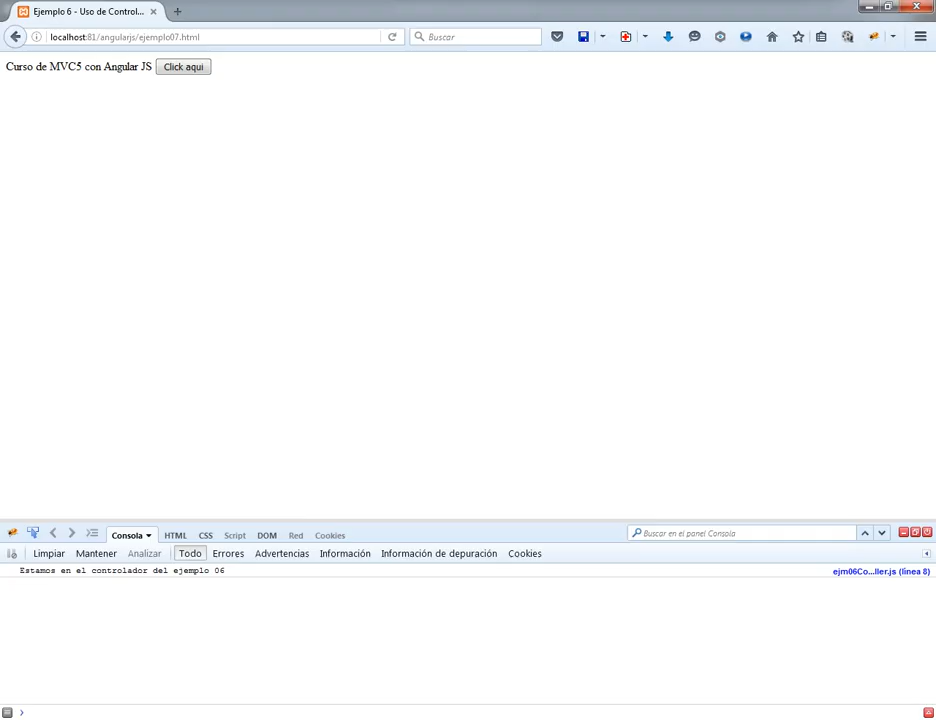 Ejemplo 6 - Uso de Control...
localhost:81/angularjs/ejemplo07.html
Buscar
Curso de MVC5 con Angular JS Click aqui
Consola HTML CSS Script DOM Red Cookies
Buscar en el panel Consola
Limpiar Mantener Analizar Todo Errores Advertencias Información Información de depuración Cookies
Estamos en el controlador del ejemplo 06
ejm06Co...ller.js (línea 8)